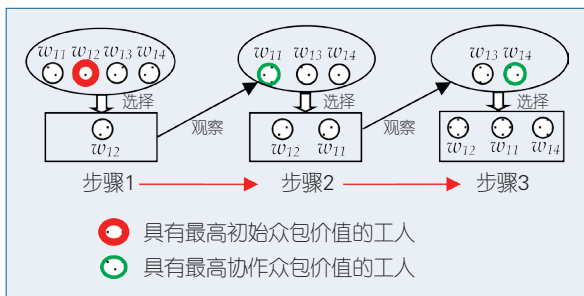 w11 w12 w13 w14
w11 w13 w14
w13 w14
选择
选择
选择
观察
观察
w12
w12 w11
w12 w11 w14
步骤1
步骤2
步骤3
具有最高初始众包价值的工人
具有最高协作众包价值的工人